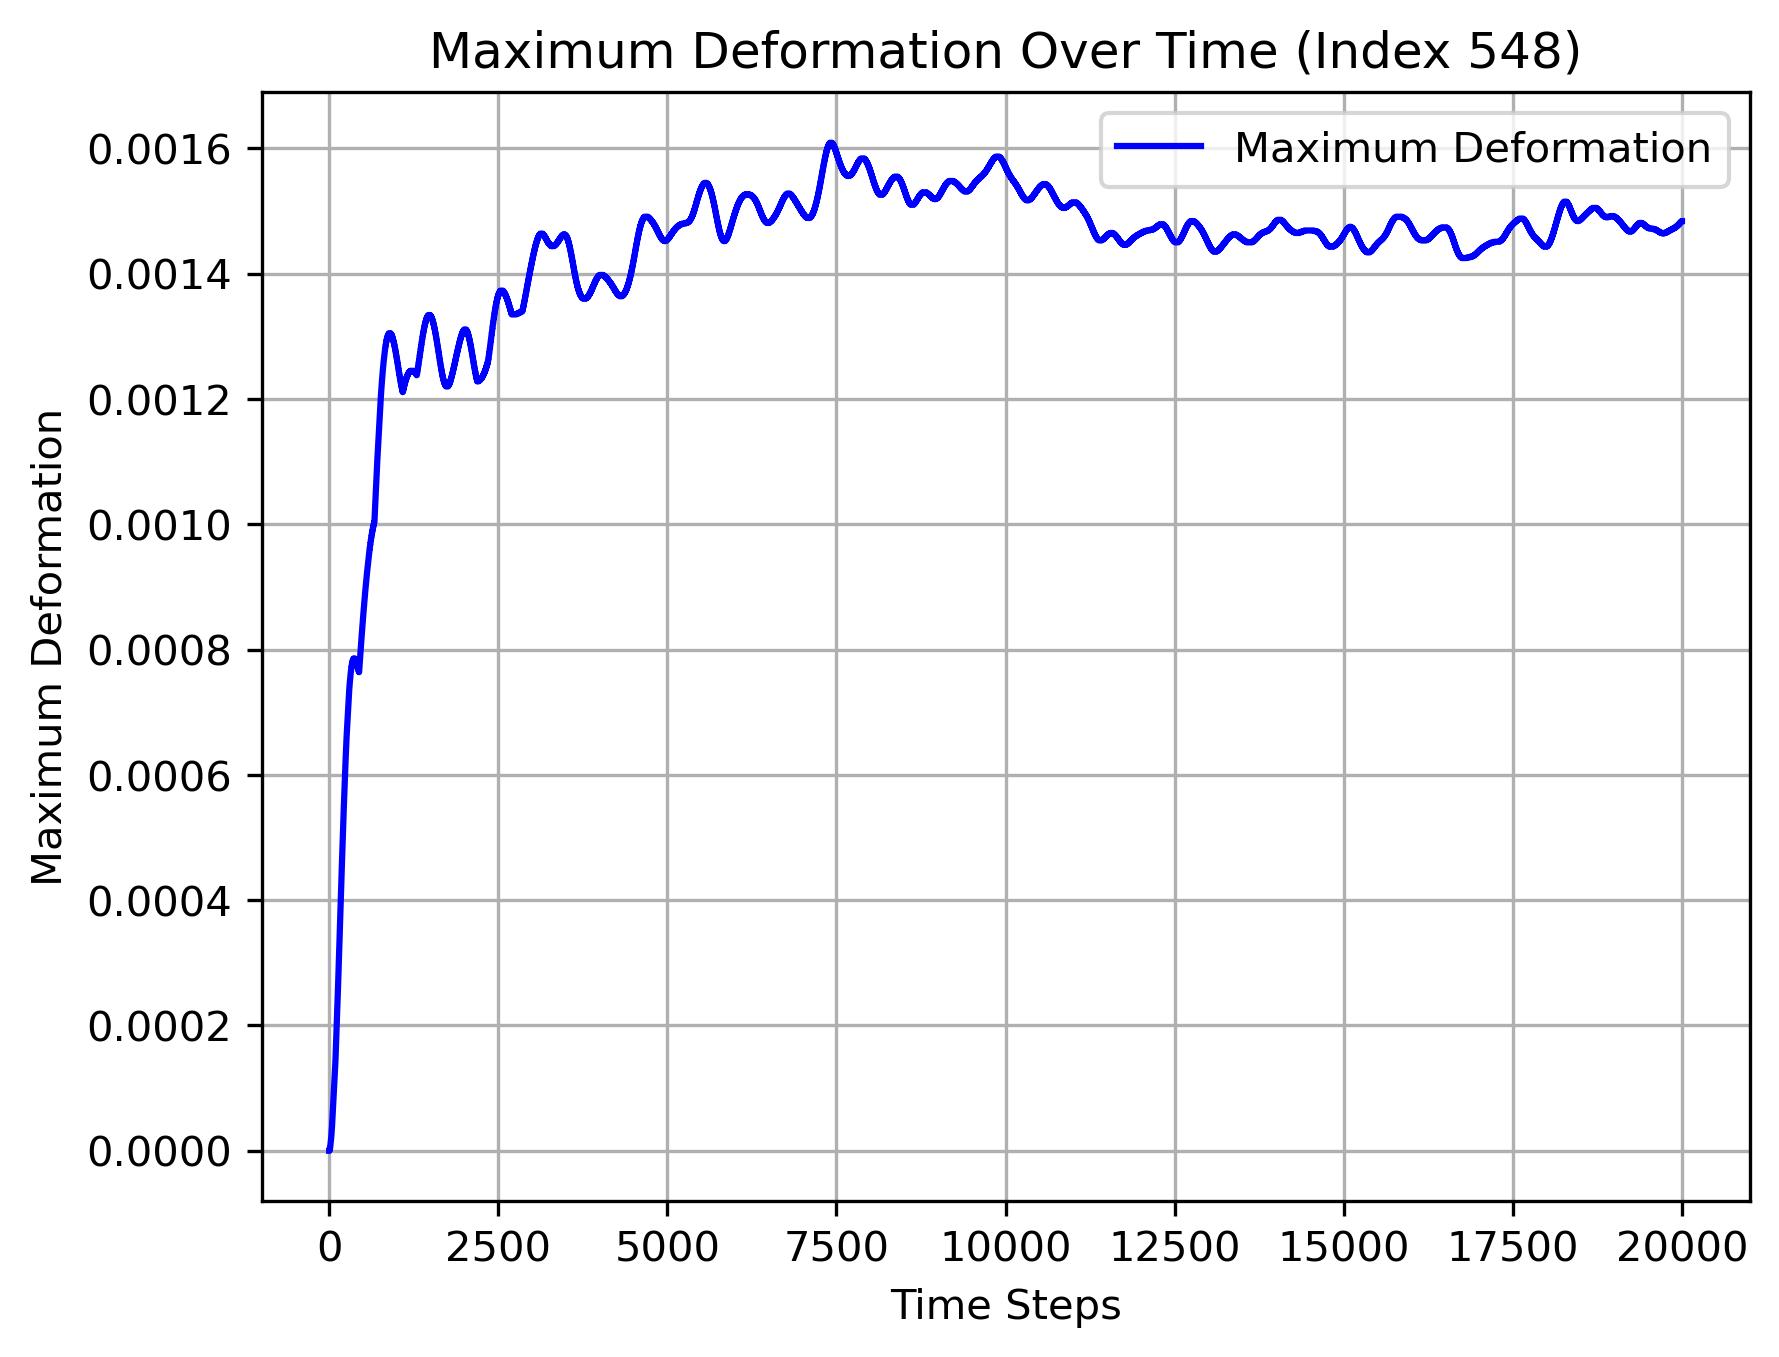 Maximum Deformation Over Time (Index 548)
Maximum Deformation
0.0016
0.0014
0.0012
0.0010
0.0008
0.0006
0.0004
0.0002
0.0000
Maximum Deformation
0 2500 5000 7500 10000 12500 15000 17500 20000
Time Steps